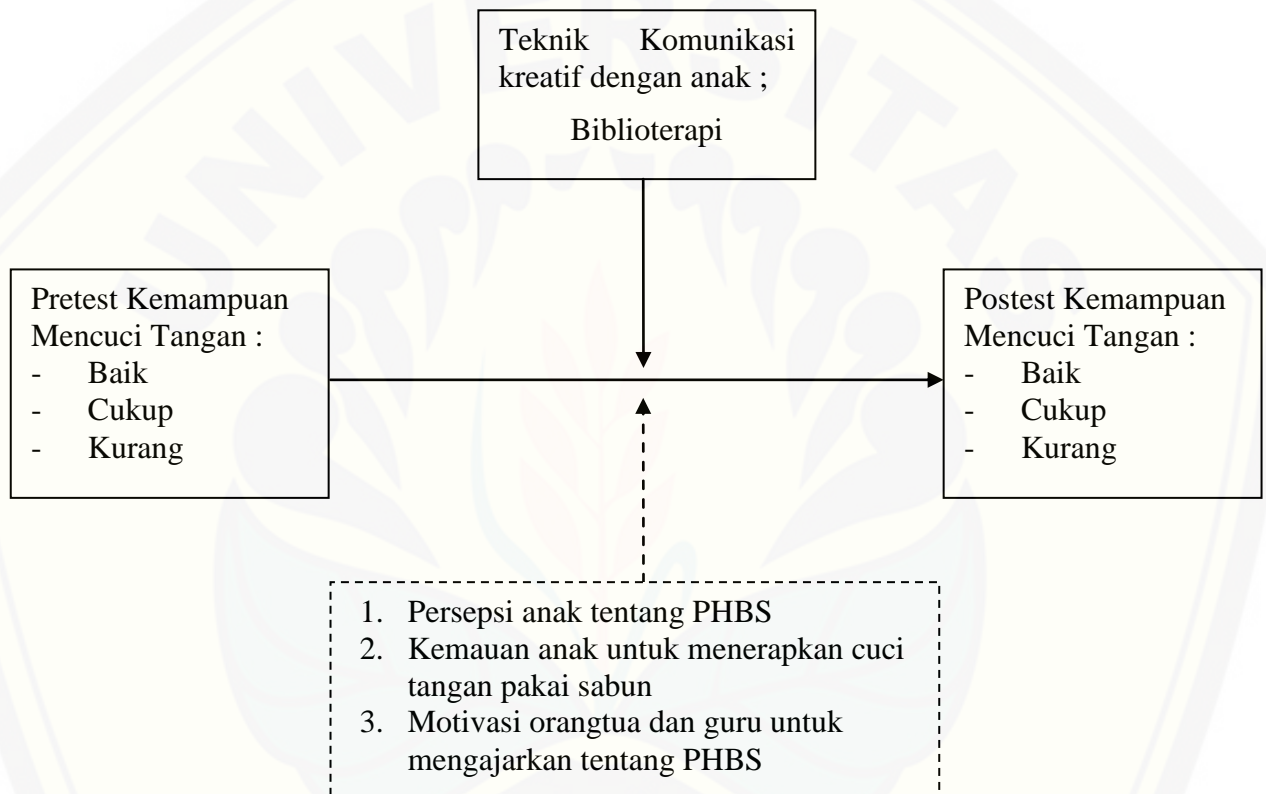 Teknik Komunikasi
kreatif dengan anak ;
Biblioterapi
Pretest Kemampuan
Mencuci Tangan :
- Baik
- Cukup
- Kurang
Postest Kemampuan
Mencuci Tangan :
- Baik
- Cukup
- Kurang
1. Persepsi anak tentang PHBS
2. Kemauan anak untuk menerapkan cuci
tangan pakai sabun
3. Motivasi orangtua dan guru untuk
mengajarkan tentang PHBS
UNIVERSITAS